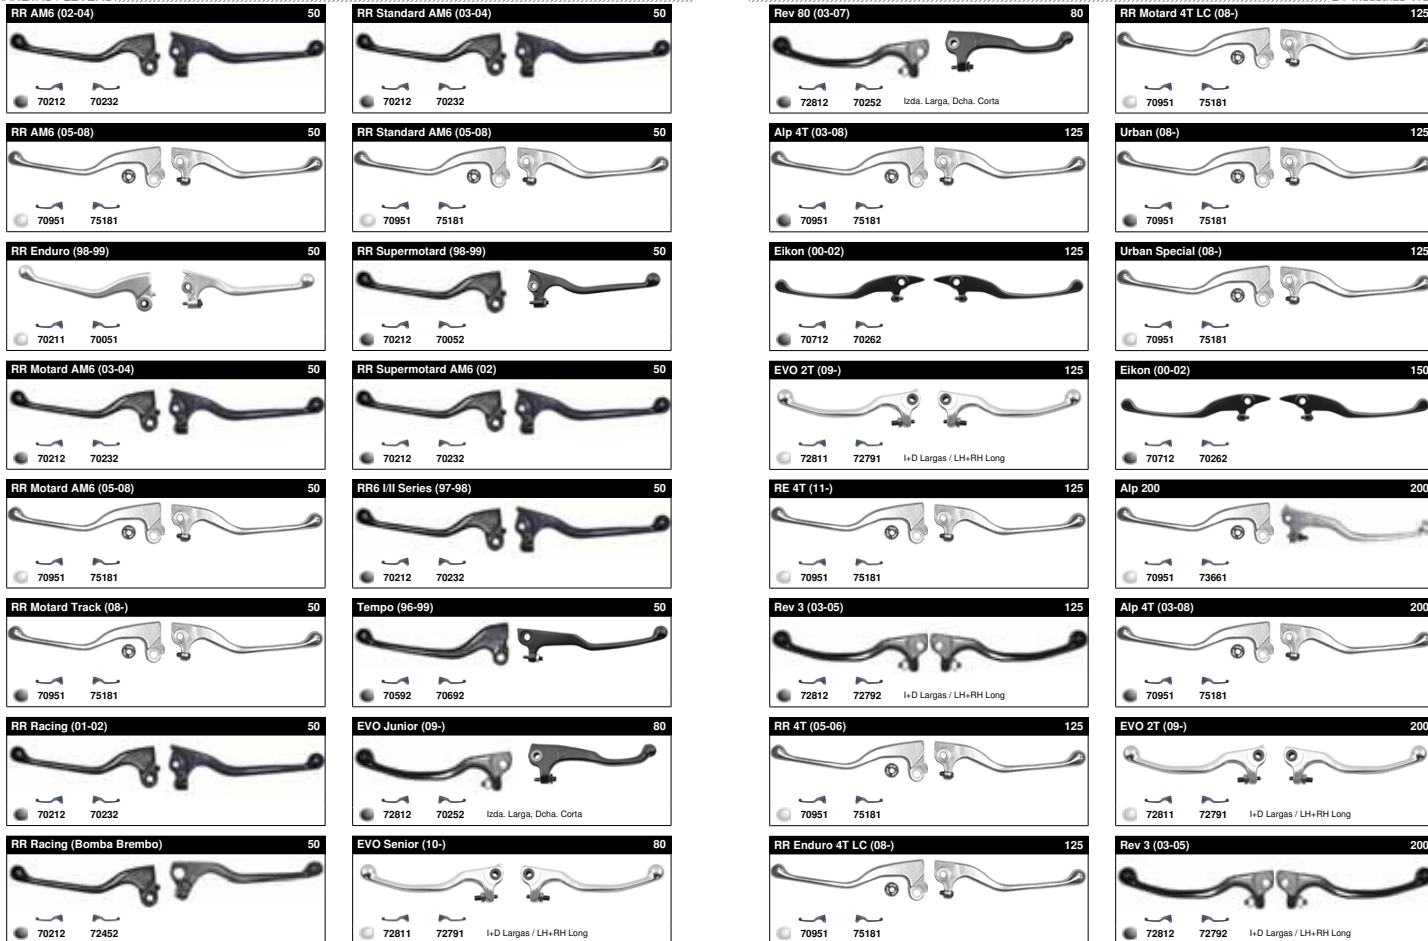 RR AM6 (02-04) 50
70212 70232
RR Standard AM6 (03-04) 50
70212 70232
Rev 80 (03-07) 80
72812 70252 Izda. Larga, Dcha. Corta
RR Motard 4T LC (08-) 125
70951 75181
RR AM6 (05-08) 50
70951 75181
RR Standard AM6 (05-08) 50
70951 75181
Alp 4T (03-08) 125
70951 75181
Urban (08-) 125
70951 75181
RR Enduro (98-99) 50
70211 70051
RR Supermotard (98-99) 50
70212 70052
Eikon (00-02) 125
70712 70262
Urban Special (08-) 125
70951 75181
RR Motard AM6 (03-04) 50
70212 70232
RR Supermotard AM6 (02) 50
70212 70232
EVO 2T (09-) 125
72811 72791 I+D Largas / LH+RH Long
Eikon (00-02) 150
70712 70262
RR Motard AM6 (05-08) 50
70951 75181
RR6 I/II Series (97-98) 50
70212 70232
RE 4T (11-) 125
70951 75181
Alp 200 200
70951 73661
RR Motard Track (08-) 50
70951 75181
Tempo (96-99) 50
70592 70692
Rev 3 (03-05) 125
72812 72792 I+D Largas / LH+RH Long
Alp 4T (03-08) 200
70951 75181
RR Racing (01-02) 50
70212 70232
EVO Junior (09-) 80
72812 70252 Izda. Larga, Dcha. Corta
RR 4T (05-06) 125
70951 75181
EVO 2T (09-) 200
72811 72791 I+D Largas / LH+RH Long
RR Racing (Bomba Brembo) 50
70212 72452
EVO Senior (10-) 80
72811 72791 I+D Largas / LH+RH Long
RR Enduro 4T LC (08-) 125
70951 75181
Rev 3 (03-05) 200
72812 72792 I+D Largas / LH+RH Long